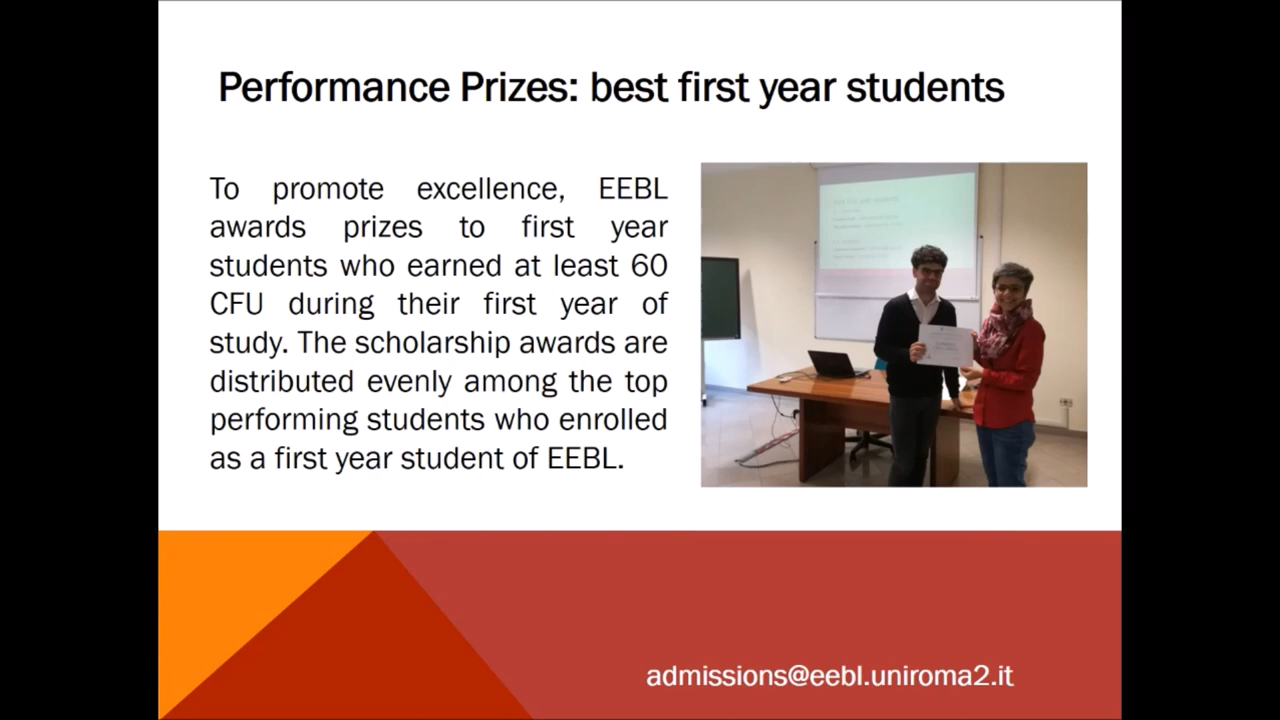 Performance Prizes: best first year students
To promote excellence, EEBL
awards prizes to first year
students who earned at least 60
CFU during their first year of
study. The scholarship awards are
distributed evenly among the top
performing students who enrolled
as a first year student of EEBL.
admissions@eebl.uniroma2.it